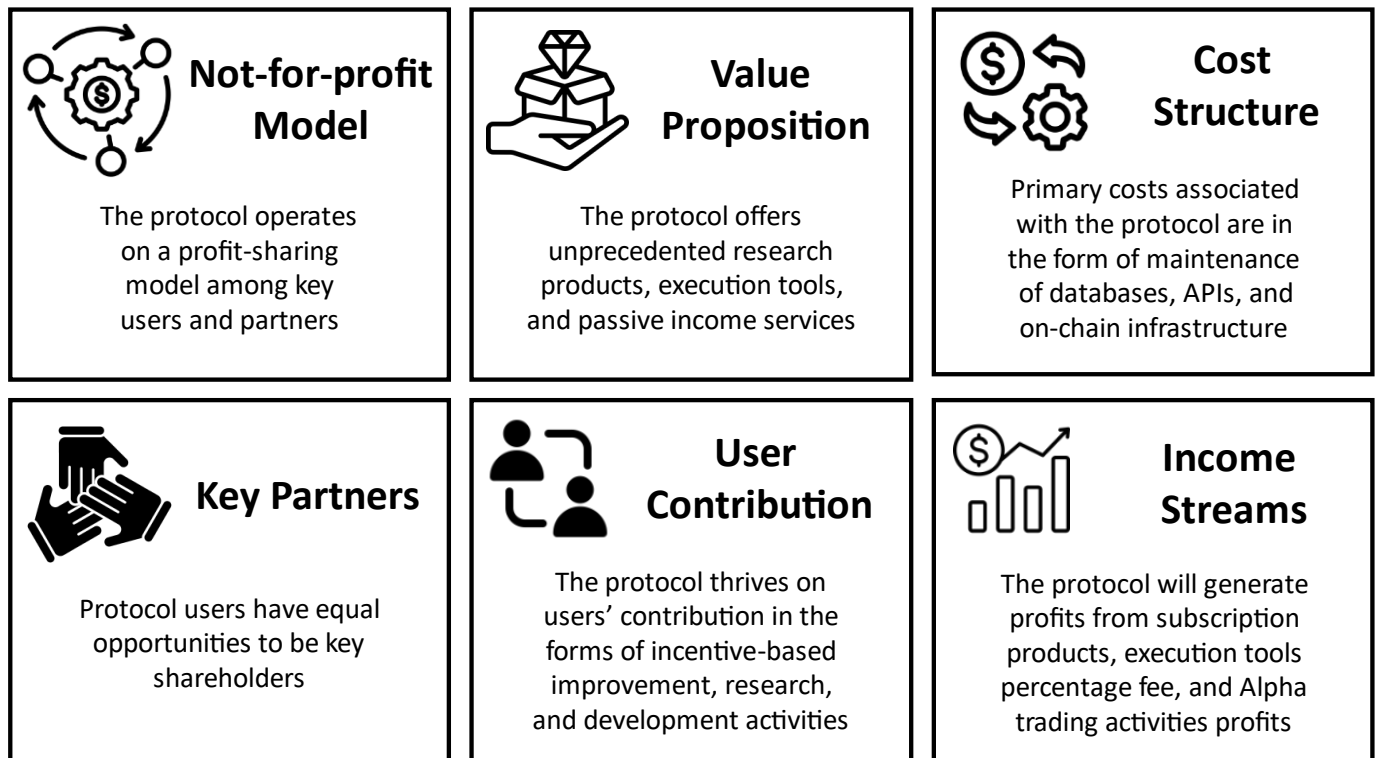 Not-for-profit
Model
The protocol operates
on a profit-sharing
model among key
users and partners
Value
Proposition
The protocol offers
unprecedented research
products, execution tools,
and passive income services
Cost
Structure
Primary costs associated
with the protocol are in
the form of maintenance
of databases, APIs, and
on-chain infrastructure
Key Partners
Protocol users have equal
opportunities to be key
shareholders
User
Contribution
The protocol thrives on
users’ contribution in the
forms of incentive-based
improvement, research,
and development activities
Income
Streams
The protocol will generate
profits from subscription
products, execution tools
percentage fee, and Alpha
trading activities profits